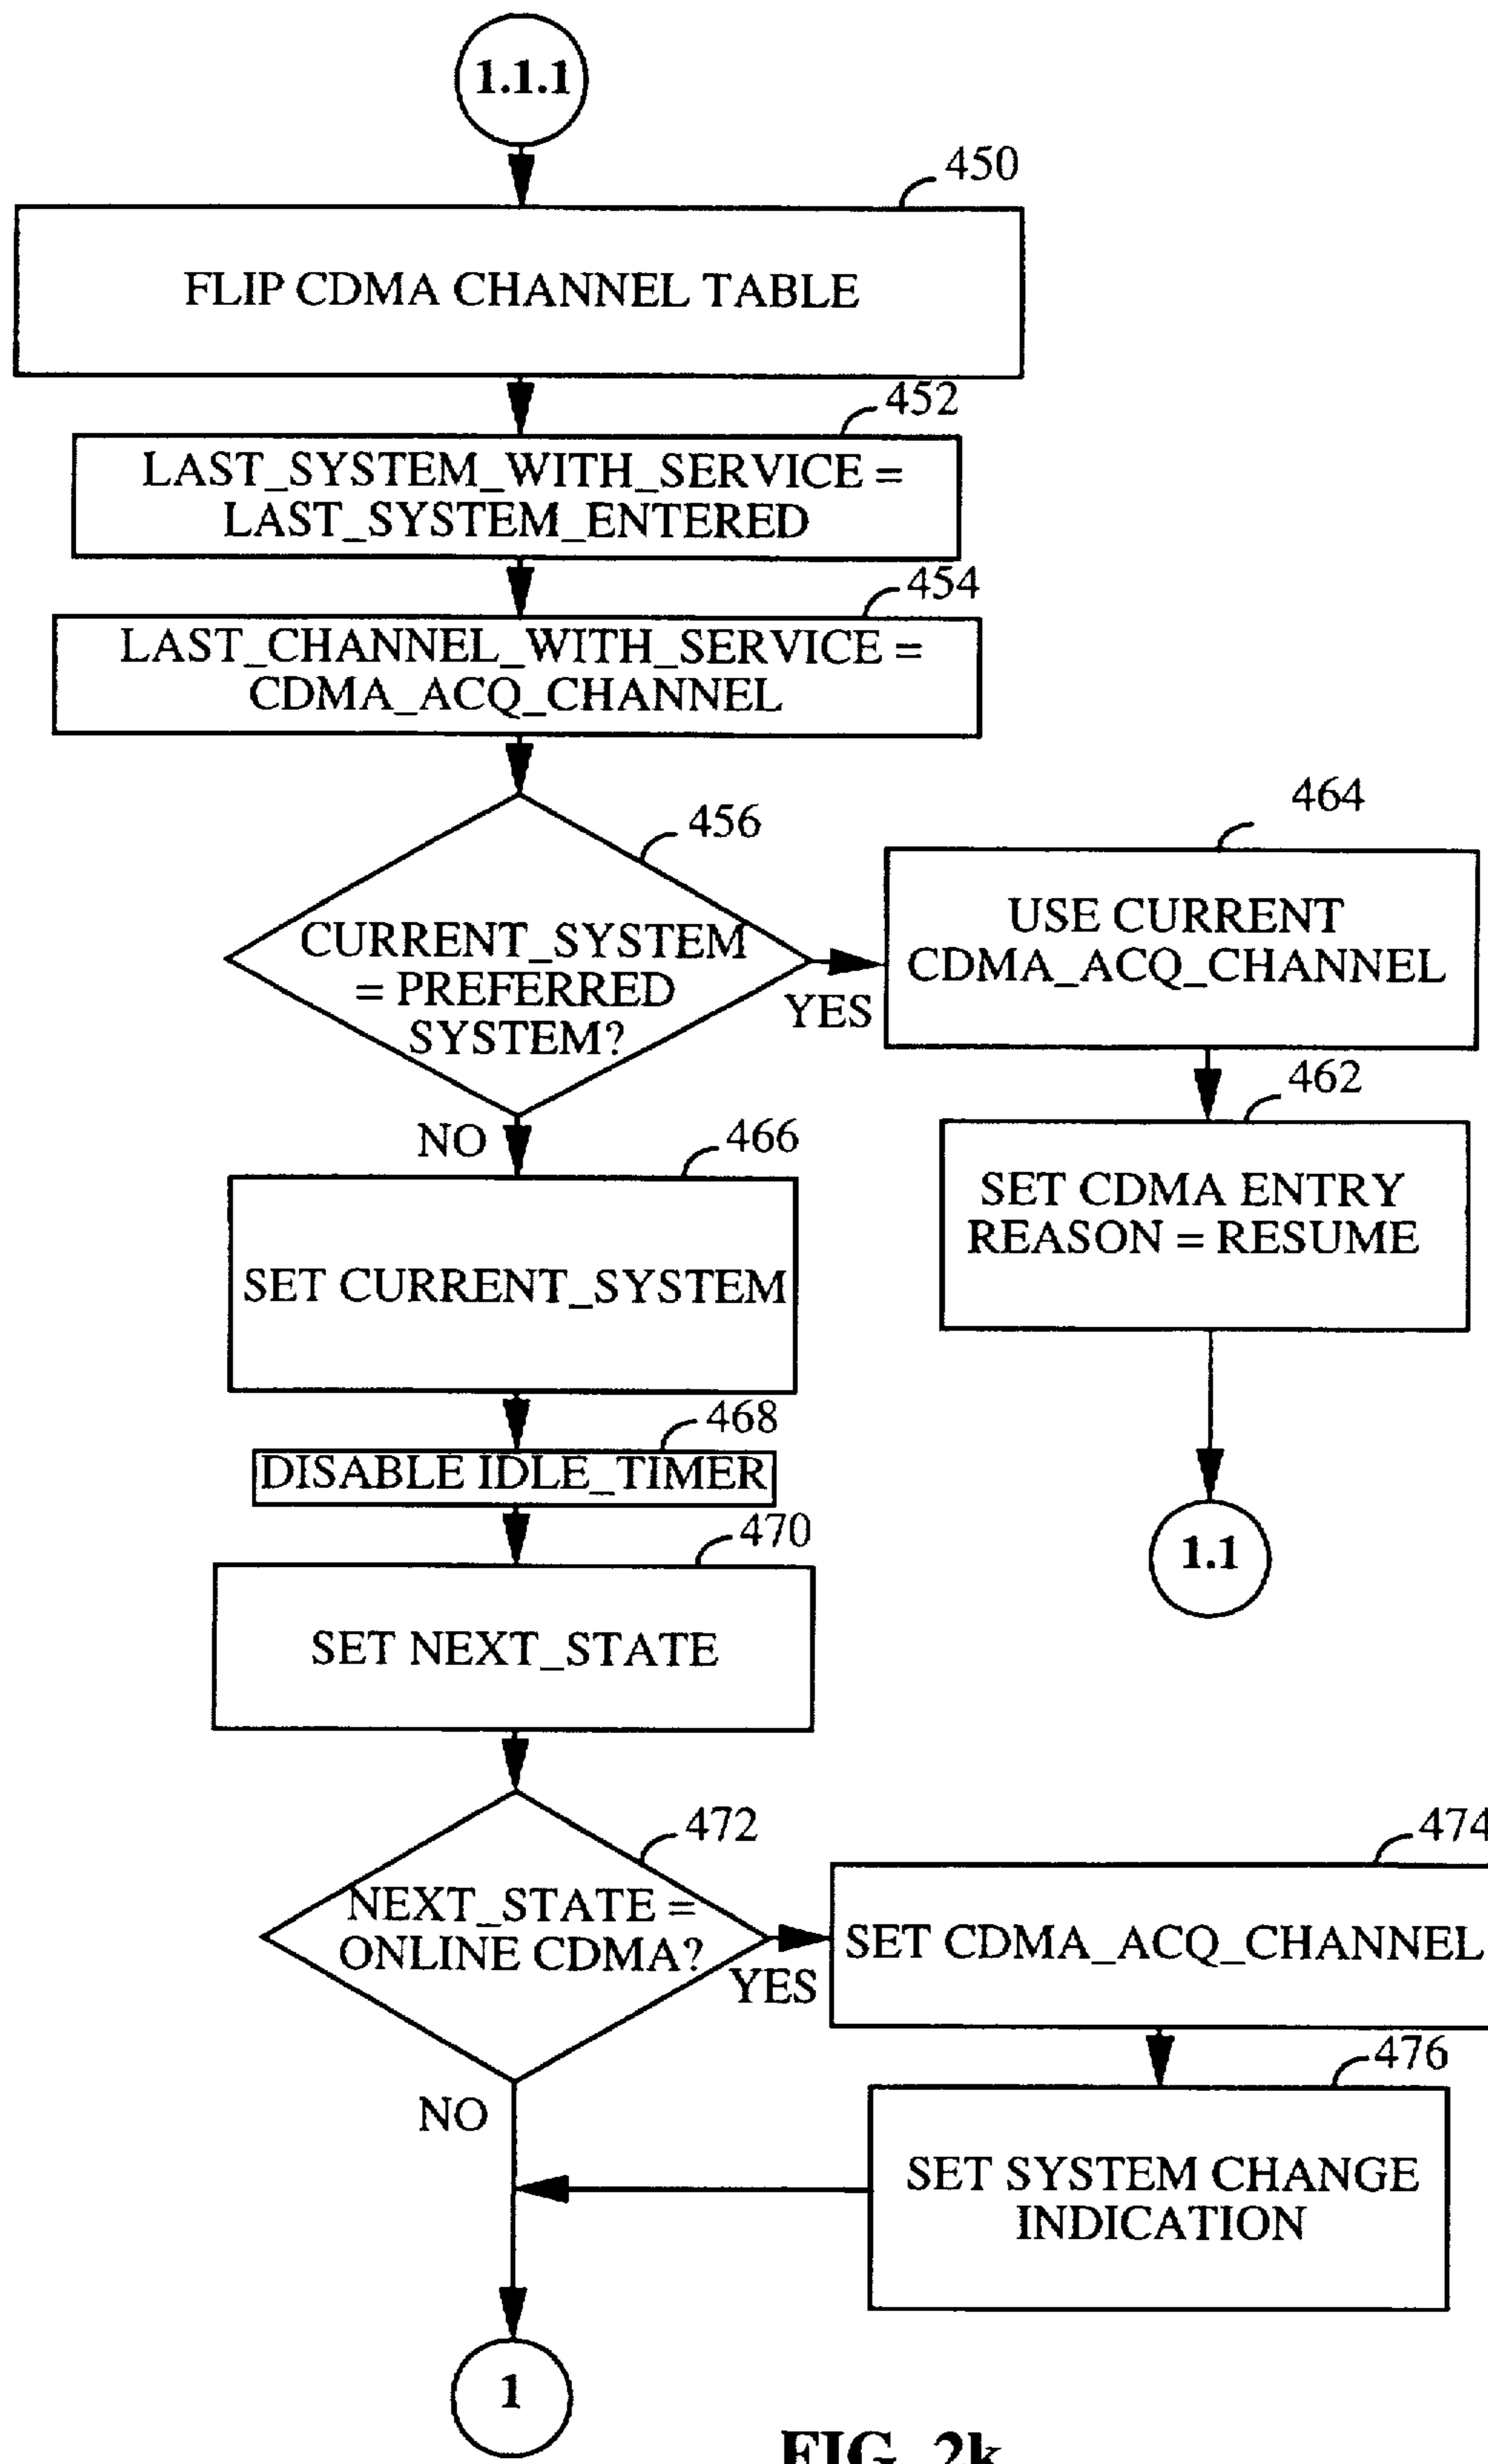 1.1.1
450
FLIP CDMA CHANNEL TABLE
452
LAST_SYSTEM_WITH_SERVICE =
LAST_SYSTEM_ENTERED
454
LAST_CHANNEL_WITH_SERVICE =
CDMA_ACQ_CHANNEL
456
CURRENT_SYSTEM
= PREFERRED
SYSTEM?
YES
464
USE CURRENT
CDMA_ACQ_CHANNEL
462
SET CDMA ENTRY
REASON = RESUME
1.1
NO
466
SET CURRENT_SYSTEM
468
DISABLE IDLE_TIMER
470
SET NEXT_STATE
472
NEXT_STATE =
ONLINE CDMA?
YES
474
SET CDMA_ACQ_CHANNEL
476
SET SYSTEM CHANGE
INDICATION
NO
1
FIG. 2k